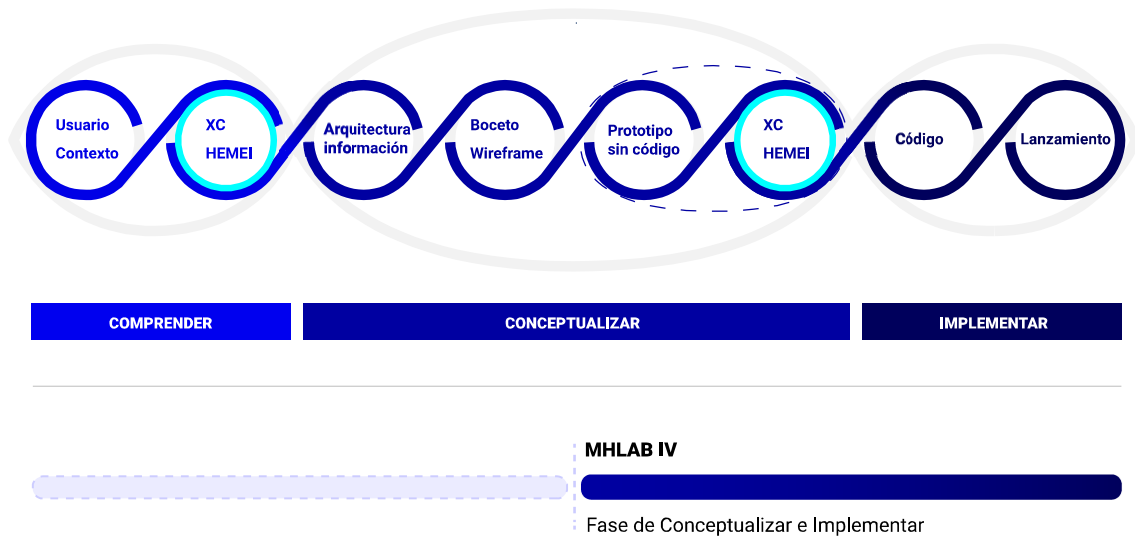 Usuario
Contexto
XC
HEMEI
Arquitectura
información
Boceto
Wireframe
Prototipo
sin código
XC
HEMEI
Código
Lanzamiento
COMPRENDER
CONCEPTUALIZAR
IMPLEMENTAR
MHLAB IV
Fase de Conceptualizar e Implementar